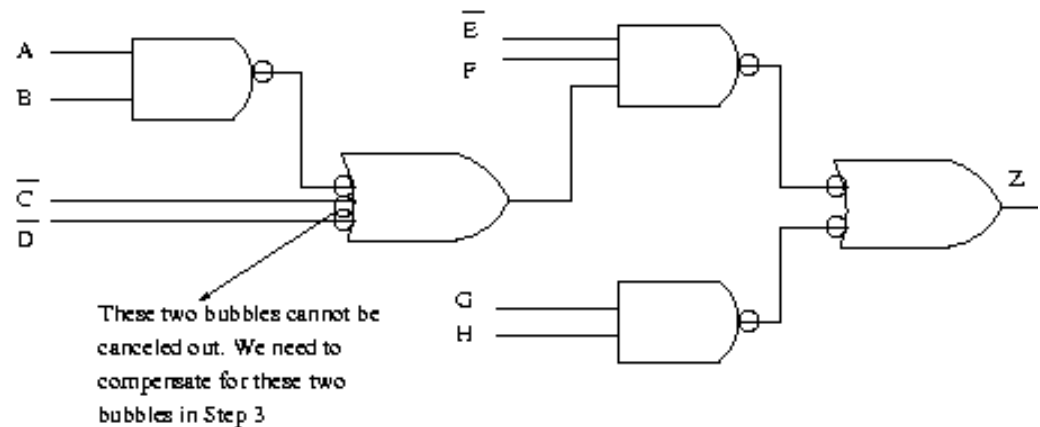 A
B
C̅
D̅
E̅
F
G
H
Z
These two bubbles cannot be
canceled out. We need to
compensate for these two
bubbles in Step 3